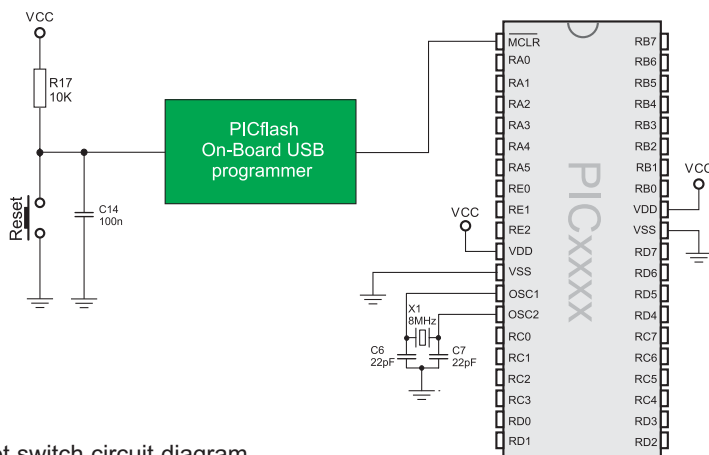 VCC
R17
10K
Reset
C14
100n
PICflash
On-Board USB
programmer
VCC
X1
8MHz
C6
22pF
C7
22pF
PICxxxx
MCLR
RA0
RA1
RA2
RA3
RA4
RA5
RE0
RE1
RE2
VDD
VSS
OSC1
OSC2
RC0
RC1
RC2
RC3
RD0
RD1
RB7
RB6
RB5
RB4
RB3
RB2
RB1
RB0
VDD
VSS
RD7
RD6
RD5
RD4
RC7
RC6
RC5
RC4
RD3
RD2
VCC
switch circuit diagram